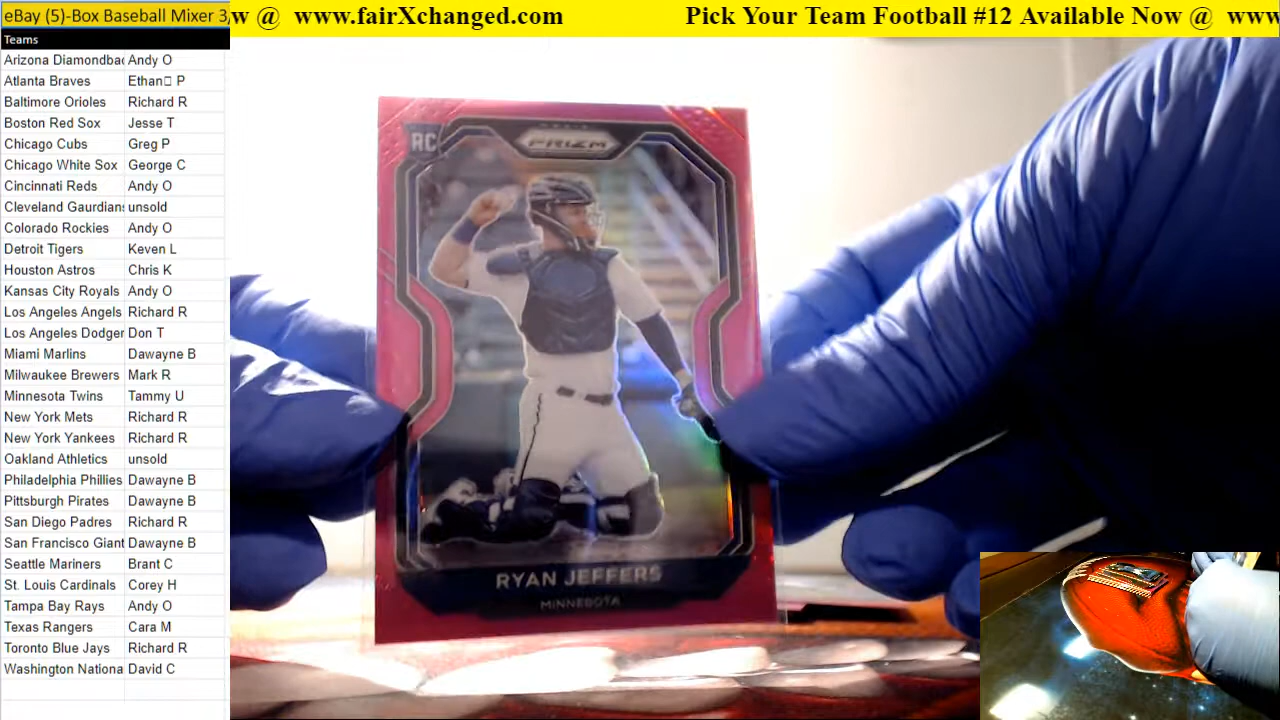 eBay (5)-Box Baseball Mixer 3/
w @ www.fairXchanged.com Pick Your Team Football #12 Available Now @ www
Teams
Arizona Diamondbac Andy O
Atlanta Braves Ethan□ P
Baltimore Orioles Richard R
Boston Red Sox Jesse T
Chicago Cubs Greg P
Chicago White Sox George C
Cincinnati Reds Andy O
Cleveland Gaurdians unsold
Colorado Rockies Andy O
Detroit Tigers Keven L
Houston Astros Chris K
Kansas City Royals Andy O
Los Angeles Angels Richard R
Los Angeles Dodger Don T
Miami Marlins Dawayne B
Milwaukee Brewers Mark R
Minnesota Twins Tammy U
New York Mets Richard R
New York Yankees Richard R
Oakland Athletics unsold
Philadelphia Phillies Dawayne B
Pittsburgh Pirates Dawayne B
San Diego Padres Richard R
San Francisco Giant Dawayne B
Seattle Mariners Brant C
St. Louis Cardinals Corey H
Tampa Bay Rays Andy O
Texas Rangers Cara M
Toronto Blue Jays Richard R
Washington Nationa David C
RC
PRIZM
RYAN JEFFERS
MINNESOTA